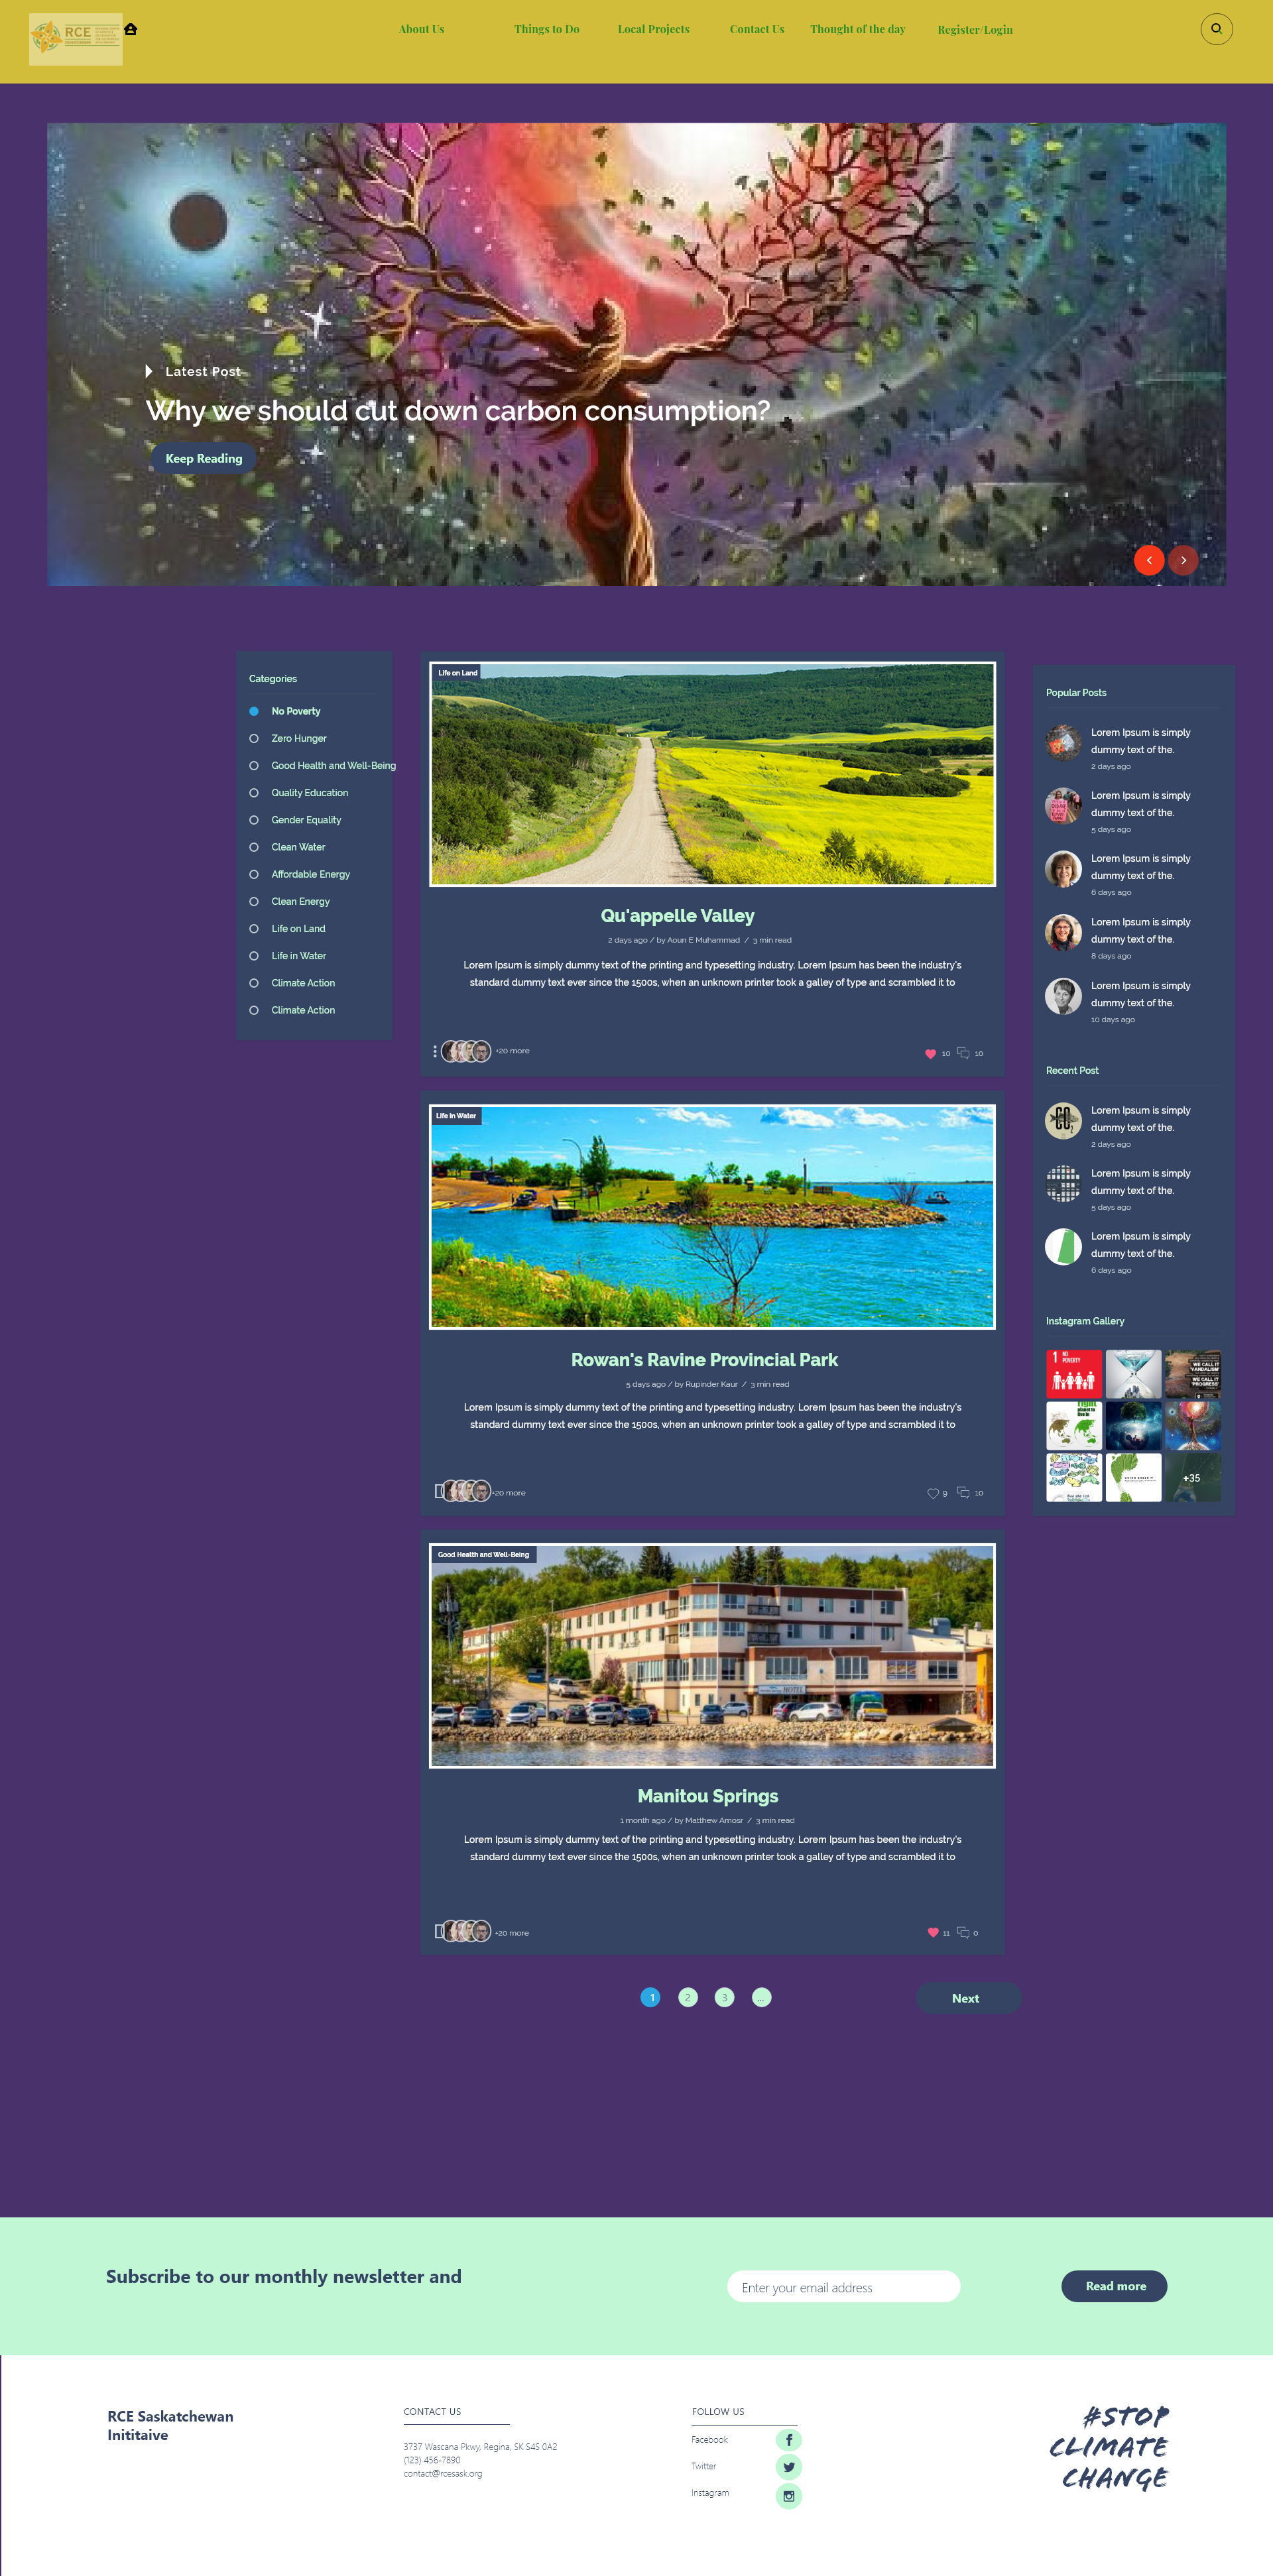 RCE
About Us
Things to Do
Local Projects
Contact Us
Thought of the day
Register/Login
Latest Post
Why we should cut down carbon consumption?
Keep Reading
Categories
No Poverty
Zero Hunger
Good Health and Well-Being
Quality Education
Gender Equality
Clean Water
Affordable Energy
Clean Energy
Life on Land
Life in Water
Climate Action
Climate Action
Life on Land
Qu'appelle Valley
2 days ago / by Aoun E Muhammad / 3 min read
Lorem Ipsum is simply dummy text of the printing and typesetting industry. Lorem Ipsum has been the industry's
standard dummy text ever since the 1500s, when an unknown printer took a galley of type and scrambled it to
+20 more
10
10
Life in Water
Rowan's Ravine Provincial Park
5 days ago / by Rupinder Kaur / 3 min read
Lorem Ipsum is simply dummy text of the printing and typesetting industry. Lorem Ipsum has been the industry's
standard dummy text ever since the 1500s, when an unknown printer took a galley of type and scrambled it to
+20 more
9
10
Good Health and Well-Being
HOTEL
Manitou Springs
1 month ago / by Matthew Amosr / 3 min read
Lorem Ipsum is simply dummy text of the printing and typesetting industry. Lorem Ipsum has been the industry's
standard dummy text ever since the 1500s, when an unknown printer took a galley of type and scrambled it to
+20 more
11
0
Popular Posts
Lorem Ipsum is simply
dummy text of the.
2 days ago
Lorem Ipsum is simply
dummy text of the.
5 days ago
Lorem Ipsum is simply
dummy text of the.
6 days ago
Lorem Ipsum is simply
dummy text of the.
8 days ago
Lorem Ipsum is simply
dummy text of the.
10 days ago
Recent Post
CO2
Lorem Ipsum is simply
dummy text of the.
2 days ago
Lorem Ipsum is simply
dummy text of the.
5 days ago
Lorem Ipsum is simply
dummy text of the.
6 days ago
Instagram Gallery
1 NO
POVERTY
WE CALL IT
'VANDALISM'
WE CALL IT
'PROGRESS'
planet to
live in
+35
1
2
3
...
Next
Subscribe to our monthly newsletter and
Enter your email address
Read more
RCE Saskatchewan
Inititaive
CONTACT US
3737 Wascana Pkwy, Regina, SK S4S 0A2
(123) 456-7890
contact@rcesask.org
FOLLOW US
Facebook
Twitter
Instagram
#STOP
CLIMATE
CHANGE